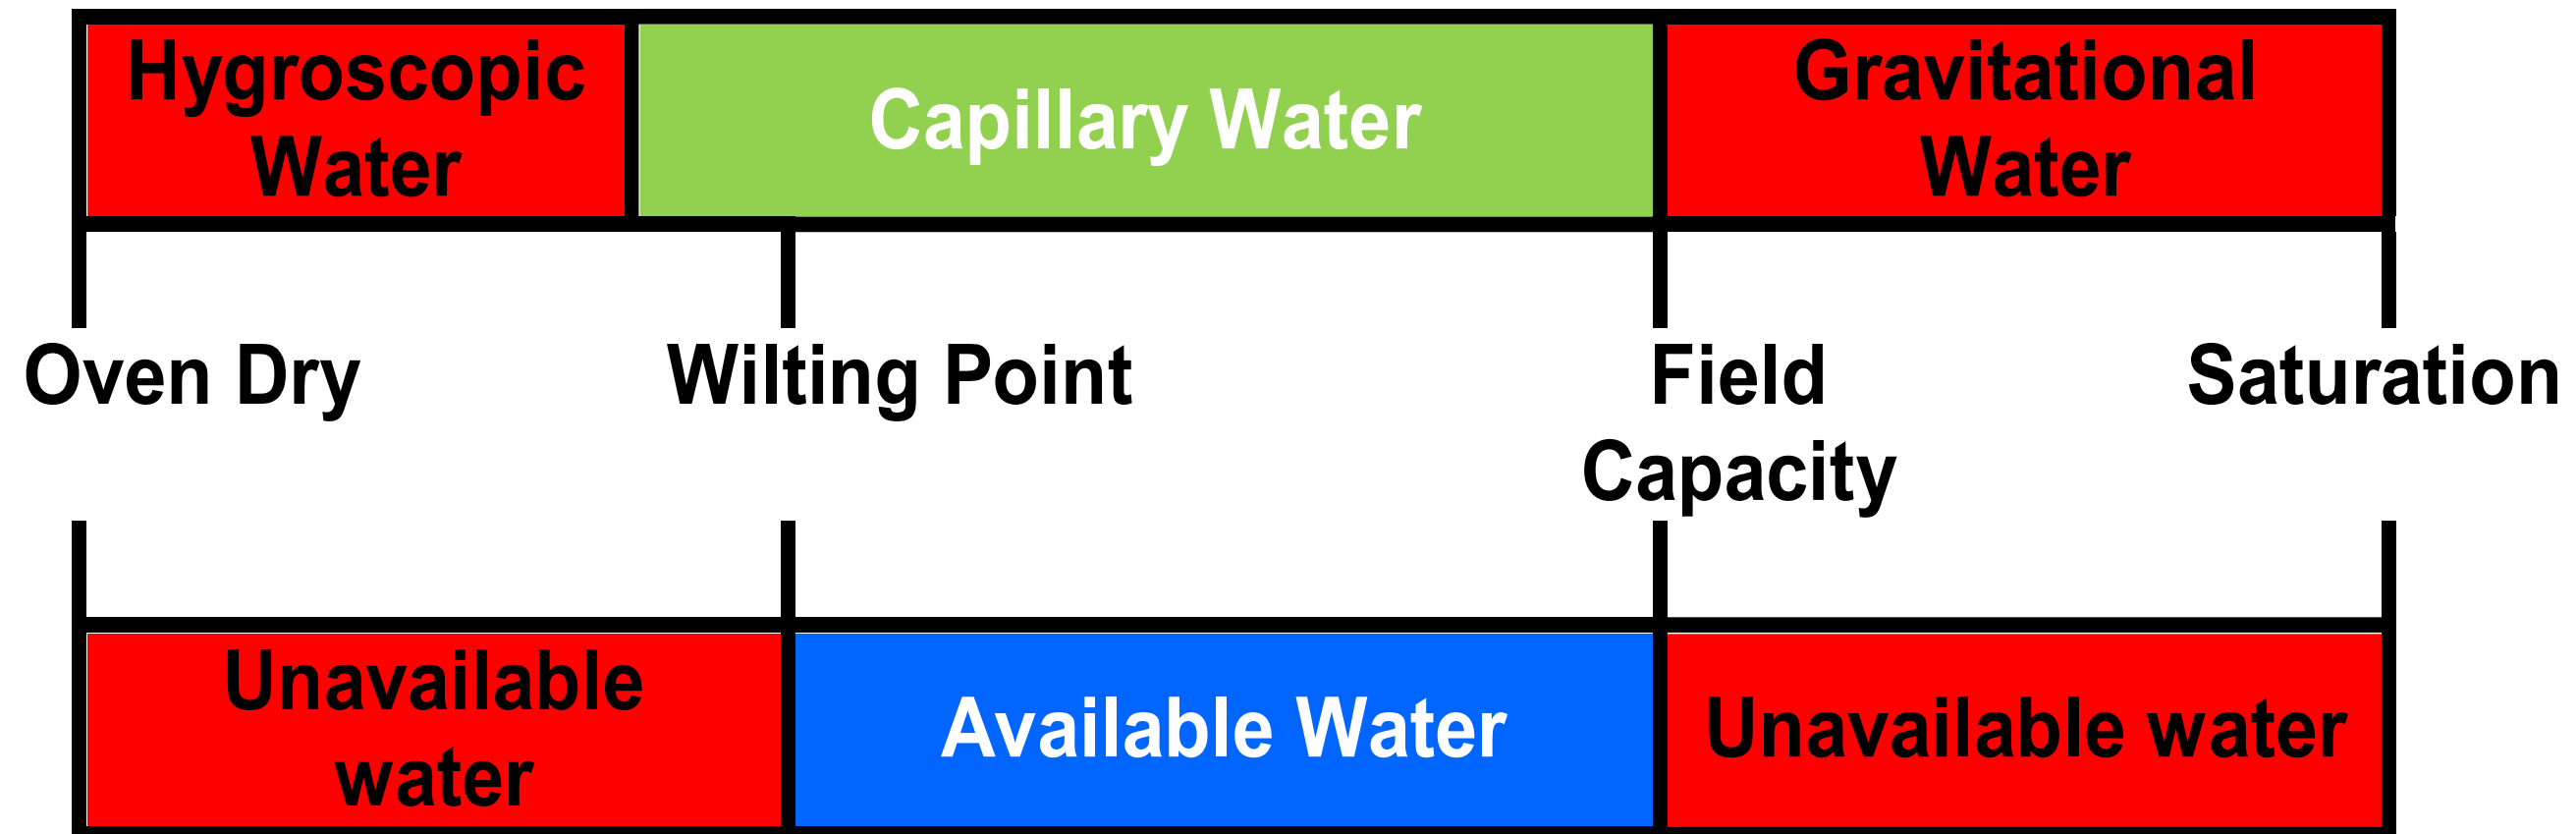 Hygroscopic
Water
Capillary Water
Gravitational
Water
Oven Dry
Wilting Point
Field
Capacity
Saturation
Unavailable
water
Available Water
Unavailable water